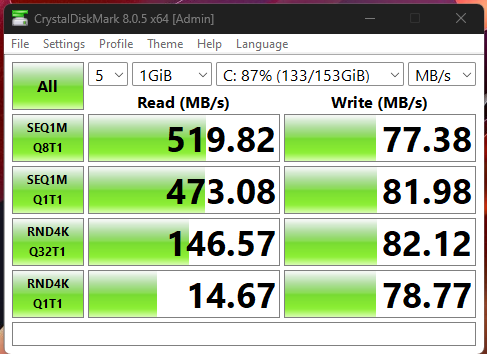 CrystalDiskMark 8.0.5 x64 [Admin]
File Settings Profile Theme Help Language
All 5 1GiB C: 87% (133/153GiB) MB/s
Read (MB/s) Write (MB/s)
SEQ1M
Q8T1
519.82 77.38
SEQ1M
Q1T1
473.08 81.98
RND4K
Q32T1
146.57 82.12
RND4K
Q1T1
14.67 78.77